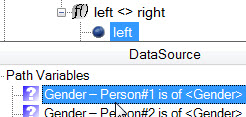 f() left <> right
left
DataSource
Path Variables
Gender – Person#1 is of <Gender>
Gender – Person#2 is of <Gender>